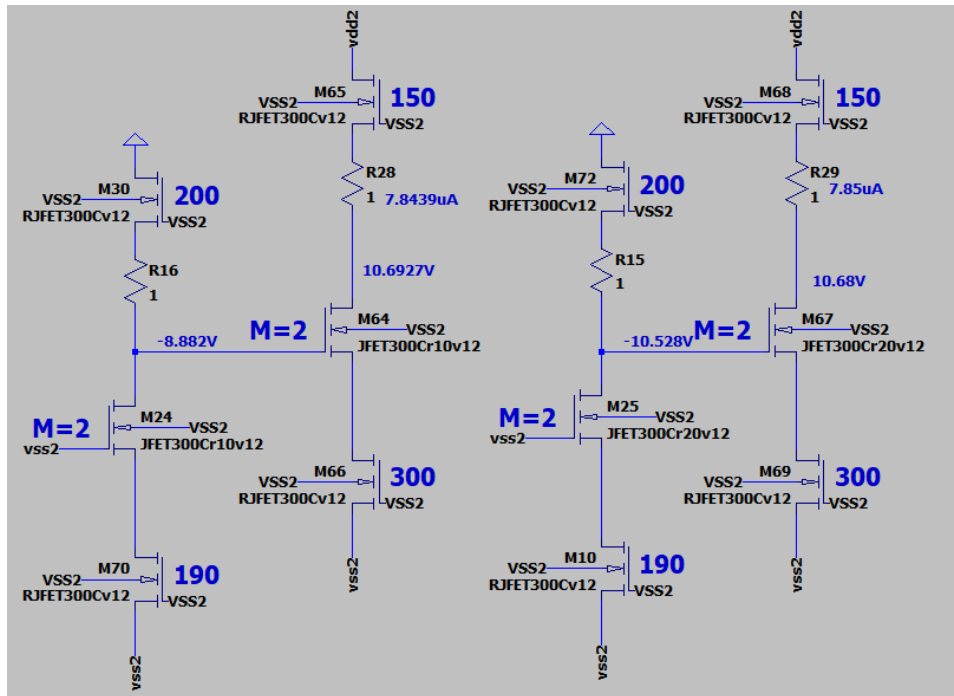 vdd2
M65
150
VSS2
RJFET300Cv12
VSS2
R28
1
7.8439uA
M30
200
VSS2
RJFET300Cv12
VSS2
R16
1
10.6927V
M=2
M64
VSS2
JFET300Cr10v12
-8.882V
M=2
M24
VSS2
vss2
JFET300Cr10v12
M66
300
VSS2
RJFET300Cv12
VSS2
M70
190
VSS2
RJFET300Cv12
VSS2
vss2
vss2
vdd2
M68
150
VSS2
RJFET300Cv12
VSS2
R29
1
7.85uA
M72
200
VSS2
RJFET300Cv12
VSS2
R15
1
10.68V
M=2
M67
VSS2
JFET300Cr20v12
-10.528V
M=2
M25
VSS2
vss2
JFET300Cr20v12
M69
300
VSS2
RJFET300Cv12
VSS2
M10
190
VSS2
RJFET300Cv12
VSS2
vss2
vss2